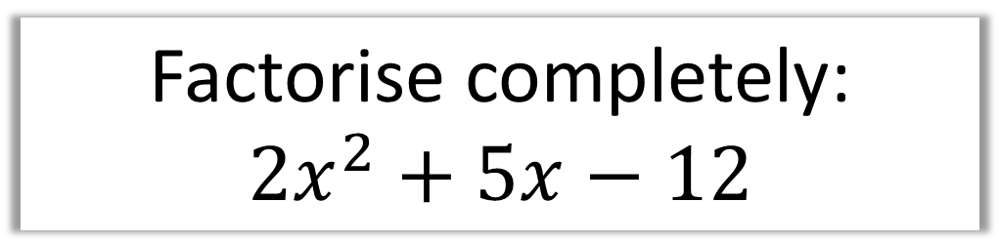 Factorise completely:
2x² + 5x − 12